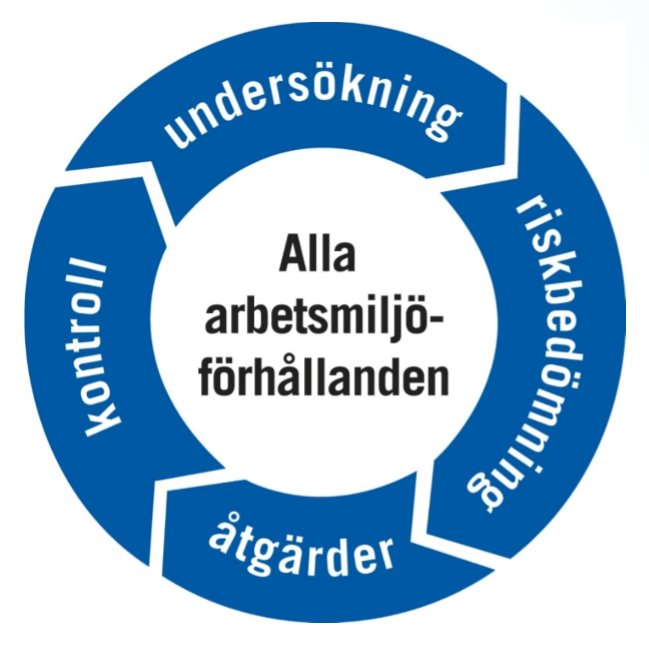 undersökning
riskbedömning
åtgärder
kontroll
Alla
arbetsmiljö-
förhållanden